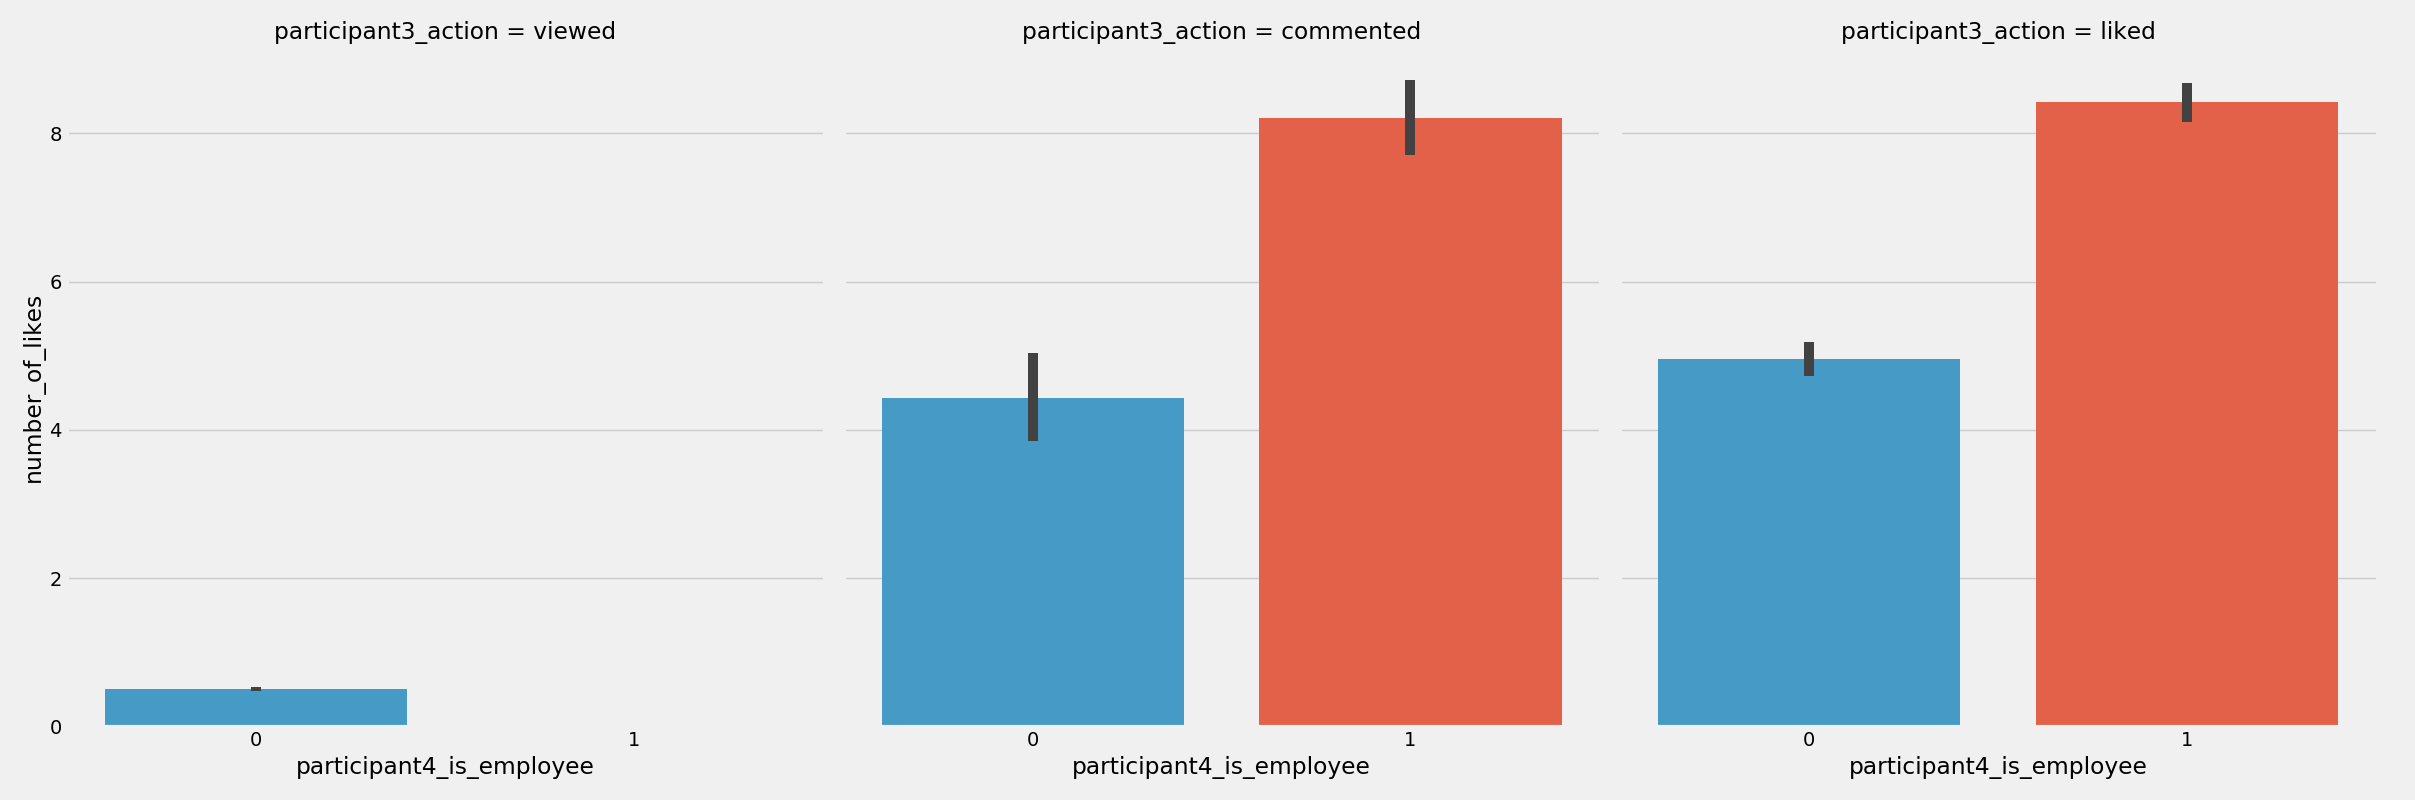 participant3_action = viewed
participant3_action = commented
participant3_action = liked
number_of_likes
8
6
4
2
0
0
1
0
1
0
1
participant4_is_employee
participant4_is_employee
participant4_is_employee